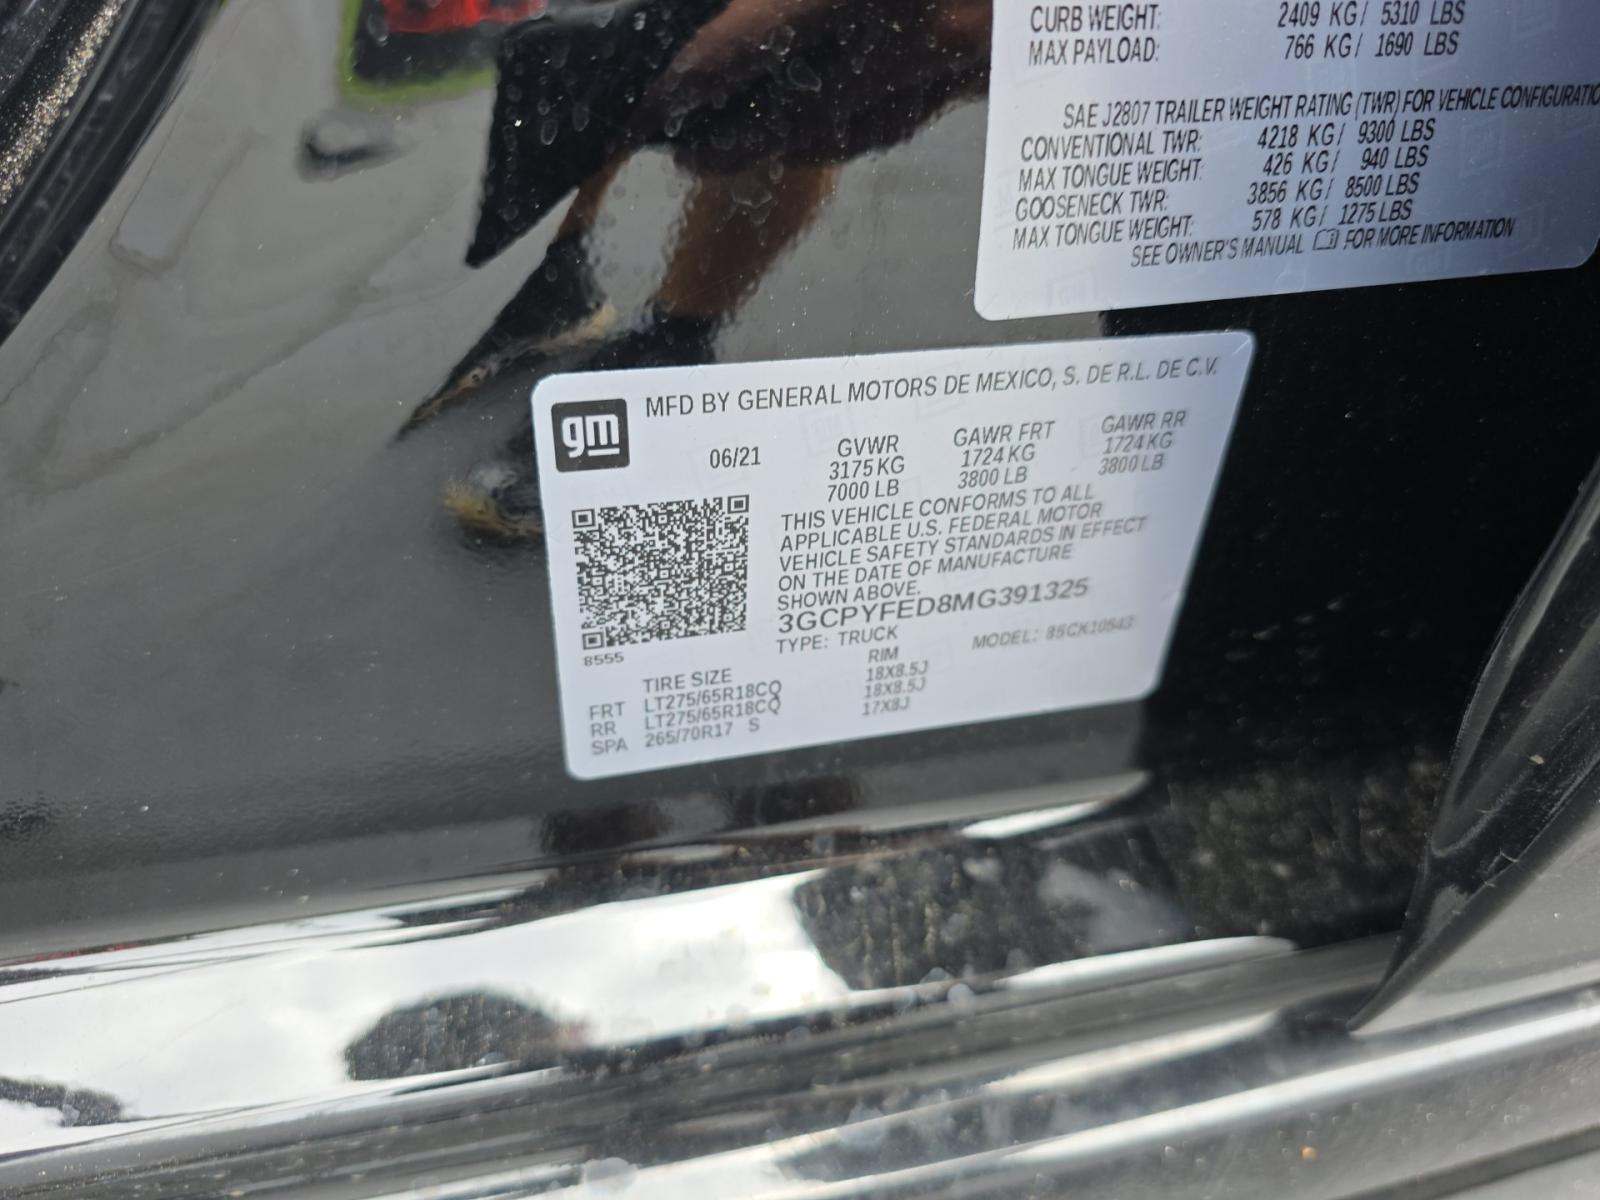 CURB WEIGHT: 2409 KG/ 5310 LBS
MAX PAYLOAD: 766 KG/ 1690 LBS
SAE J2807 TRAILER WEIGHT RATING (TWR) FOR VEHICLE CONFIGURATIO
CONVENTIONAL TWR: 4218 KG/ 9300 LBS
MAX TONGUE WEIGHT: 426 KG/ 940 LBS
GOOSENECK TWR: 3856 KG/ 8500 LBS
MAX TONGUE WEIGHT: 578 KG/ 1275 LBS
SEE OWNER'S MANUAL FOR MORE INFORMATION
gm
MFD BY GENERAL MOTORS DE MEXICO, S. DE R.L. DE C.V.
06/21 GVWR GAWR FRT GAWR RR
3175 KG 1724 KG 1724 KG
7000 LB 3800 LB 3800 LB
THIS VEHICLE CONFORMS TO ALL
APPLICABLE U.S. FEDERAL MOTOR
VEHICLE SAFETY STANDARDS IN EFFECT
ON THE DATE OF MANUFACTURE
SHOWN ABOVE.
3GCPYFED8MG391325
TYPE: TRUCK MODEL:
8555
TIRE SIZE RIM
FRT LT275/65R18CQ 18X8.5J
RR LT275/65R18CQ 18X8.5J
SPA 265/70R17 S 17X8J